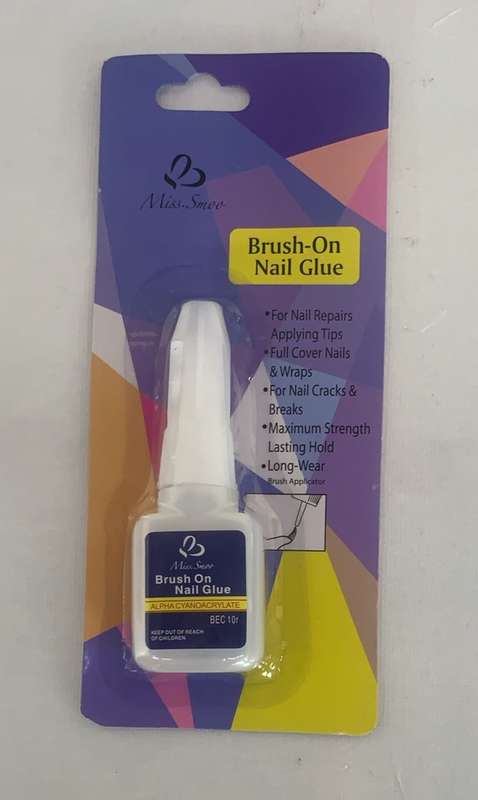 Miss.Smoo
Brush-On
Nail Glue
•For Nail Repairs
Applying Tips
•Full Cover Nails
& Wraps
•For Nail Cracks &
Breaks
•Maximum Strength
Lasting Hold
•Long-Wear
Brush Applicator
Miss.Smoo
Brush On
Nail Glue
ALPHA CYANOACRYLATE
BEC 10г
KEEP OUT OF REACH
OF CHILDREN